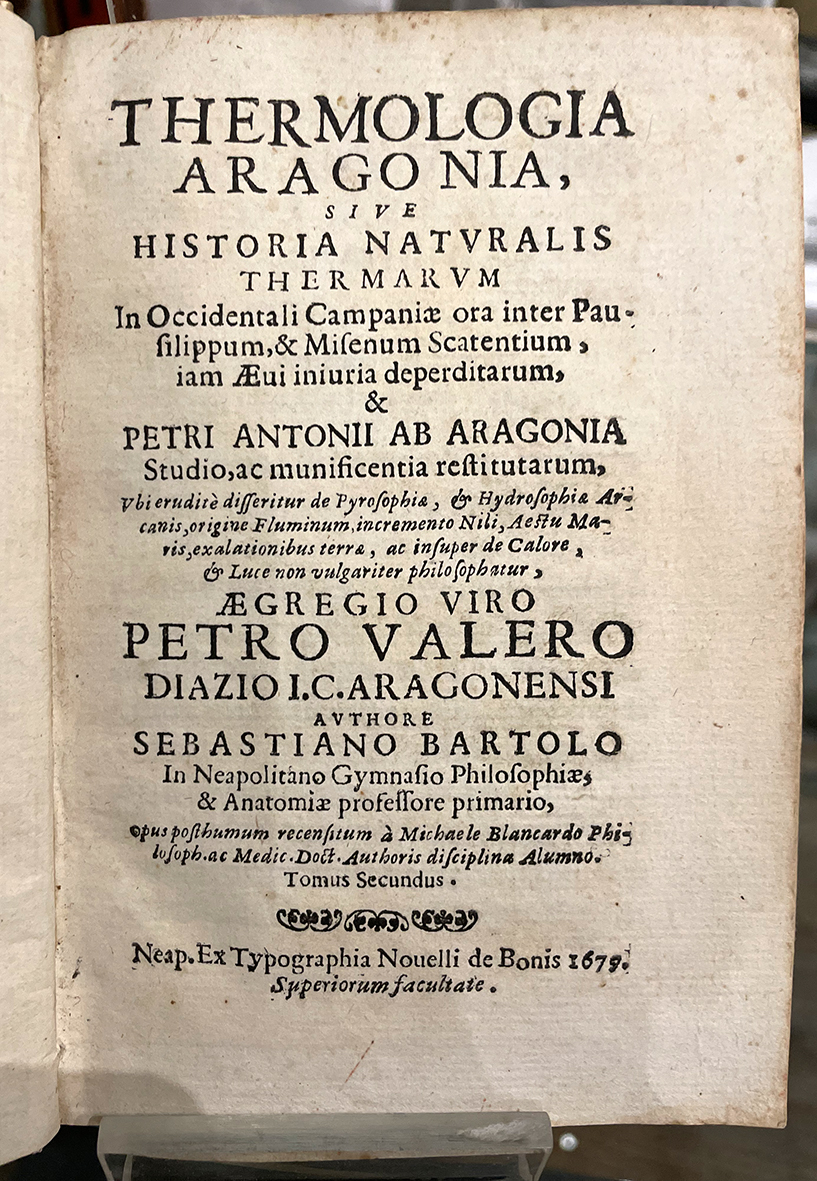 THERMOLOGIA
ARAGONIA,
SIVE
HISTORIA NATVRALIS
THERMARVM
In Occidentali Campaniæ ora inter Pau-
ſilippum,& Miſenum Scatentium,
iam Æui iniuria deperditarum,
&
PETRI ANTONII AB ARAGONIA
Studio,ac munificentia reſtitutarum,
Vbi eruditè diſſeritur de Pyroſophiæ, & Hydroſophiæ Ar-
canis,origine Fluminum,incremento Nili, Aeſtu Ma-
ris,exalationibus terræ, ac inſuper de Calore,
& Luce non vulgariter philoſophatur,
ÆGREGIO VIRO
PETRO VALERO
DIAZIO I.C.ARAGONENSI
AVTHORE
SEBASTIANO BARTOLO
In Neapolitano Gymnaſio Philoſophiæ,
& Anatomiæ profeſſore primario,
Opus poſthumum recenſitum à Michaele Blancardo Phi-
loſoph.ac Medic.Doct.Authoris diſciplina Alumno.
Tomus Secundus.
Neap.Ex Typographia Nouelli de Bonis 1679.
Superiorum facultate.